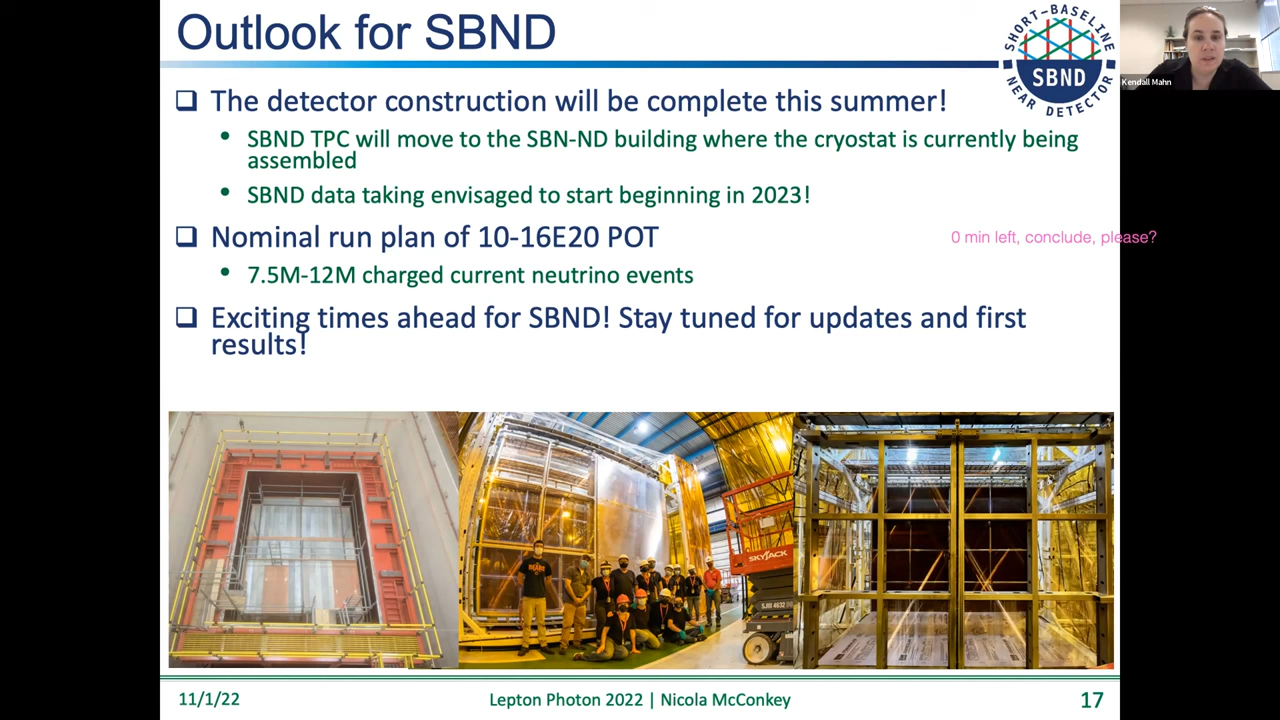 Outlook for SBND
SHORT-BASELINE
SBND
NEAR DETECTOR
Kendall Mahn
❑ The detector construction will be complete this summer!
• SBND TPC will move to the SBN-ND building where the cryostat is currently being
assembled
• SBND data taking envisaged to start beginning in 2023!
❑ Nominal run plan of 10-16E20 POT
0 min left, conclude, please?
• 7.5M-12M charged current neutrino events
❑ Exciting times ahead for SBND! Stay tuned for updates and first
results!
SKYJACK
11/1/22
Lepton Photon 2022 | Nicola McConkey
17